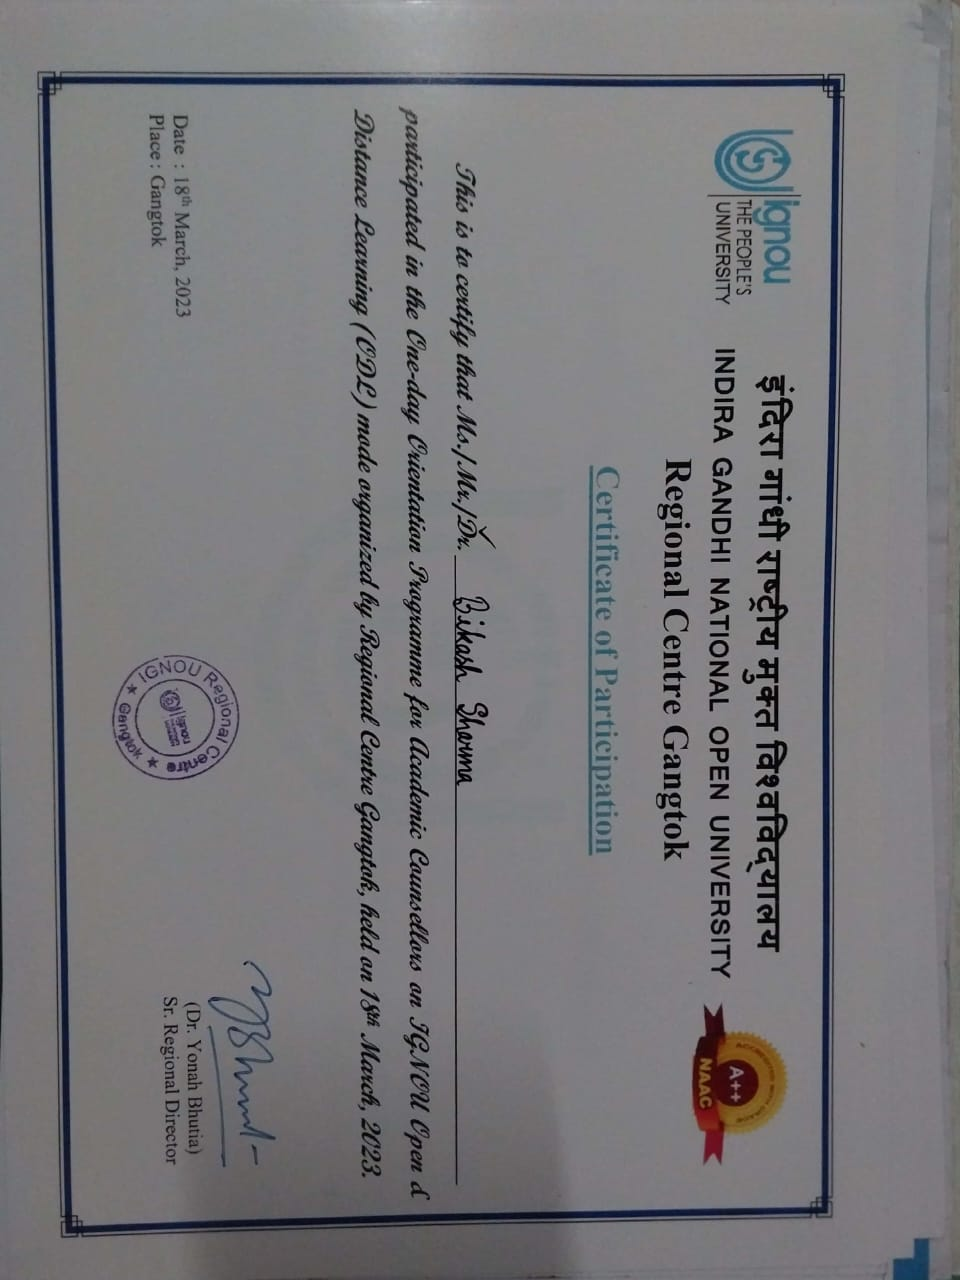 ignou
THE PEOPLE'S
UNIVERSITY
इंदिरा गांधी राष्ट्रीय मुक्त विश्वविद्यालय
INDIRA GANDHI NATIONAL OPEN UNIVERSITY
Regional Centre Gangtok
A++
NAAC
Certificate of Participation
This is to certify that Ms./Mr./Dr. Bikash Sharma
participated in the One-day Orientation Programme for Academic Counsellors on IGNOU Open &
Distance Learning (ODL) mode organized by Regional Centre Gangtok, held on 18th March, 2023.
Date : 18th March, 2023
Place : Gangtok
IGNOU Regional Centre
★ Gangtok ★
ignou
(Dr. Yonah Bhutia)
Sr. Regional Director